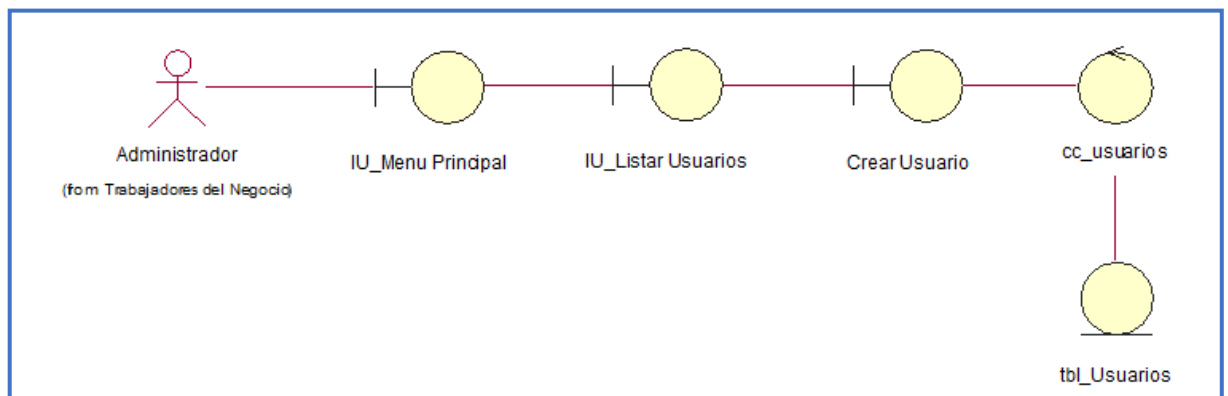 Administrador
(fom Trabajadores del Negocio)
IU_Menu Principal
IU_Listar Usuarios
Crear Usuario
cc_usuarios
tbl_Usuarios